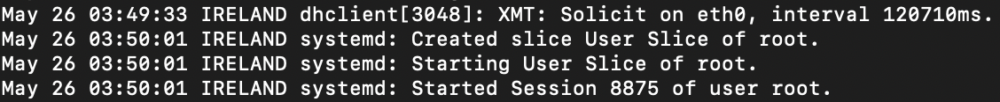 May 26 03:49:33 IRELAND dhclient[3048]: XMT: Solicit on eth0, interval 120710ms.
May 26 03:50:01 IRELAND systemd: Created slice User Slice of root.
May 26 03:50:01 IRELAND systemd: Starting User Slice of root.
May 26 03:50:01 IRELAND systemd: Started Session 8875 of user root.